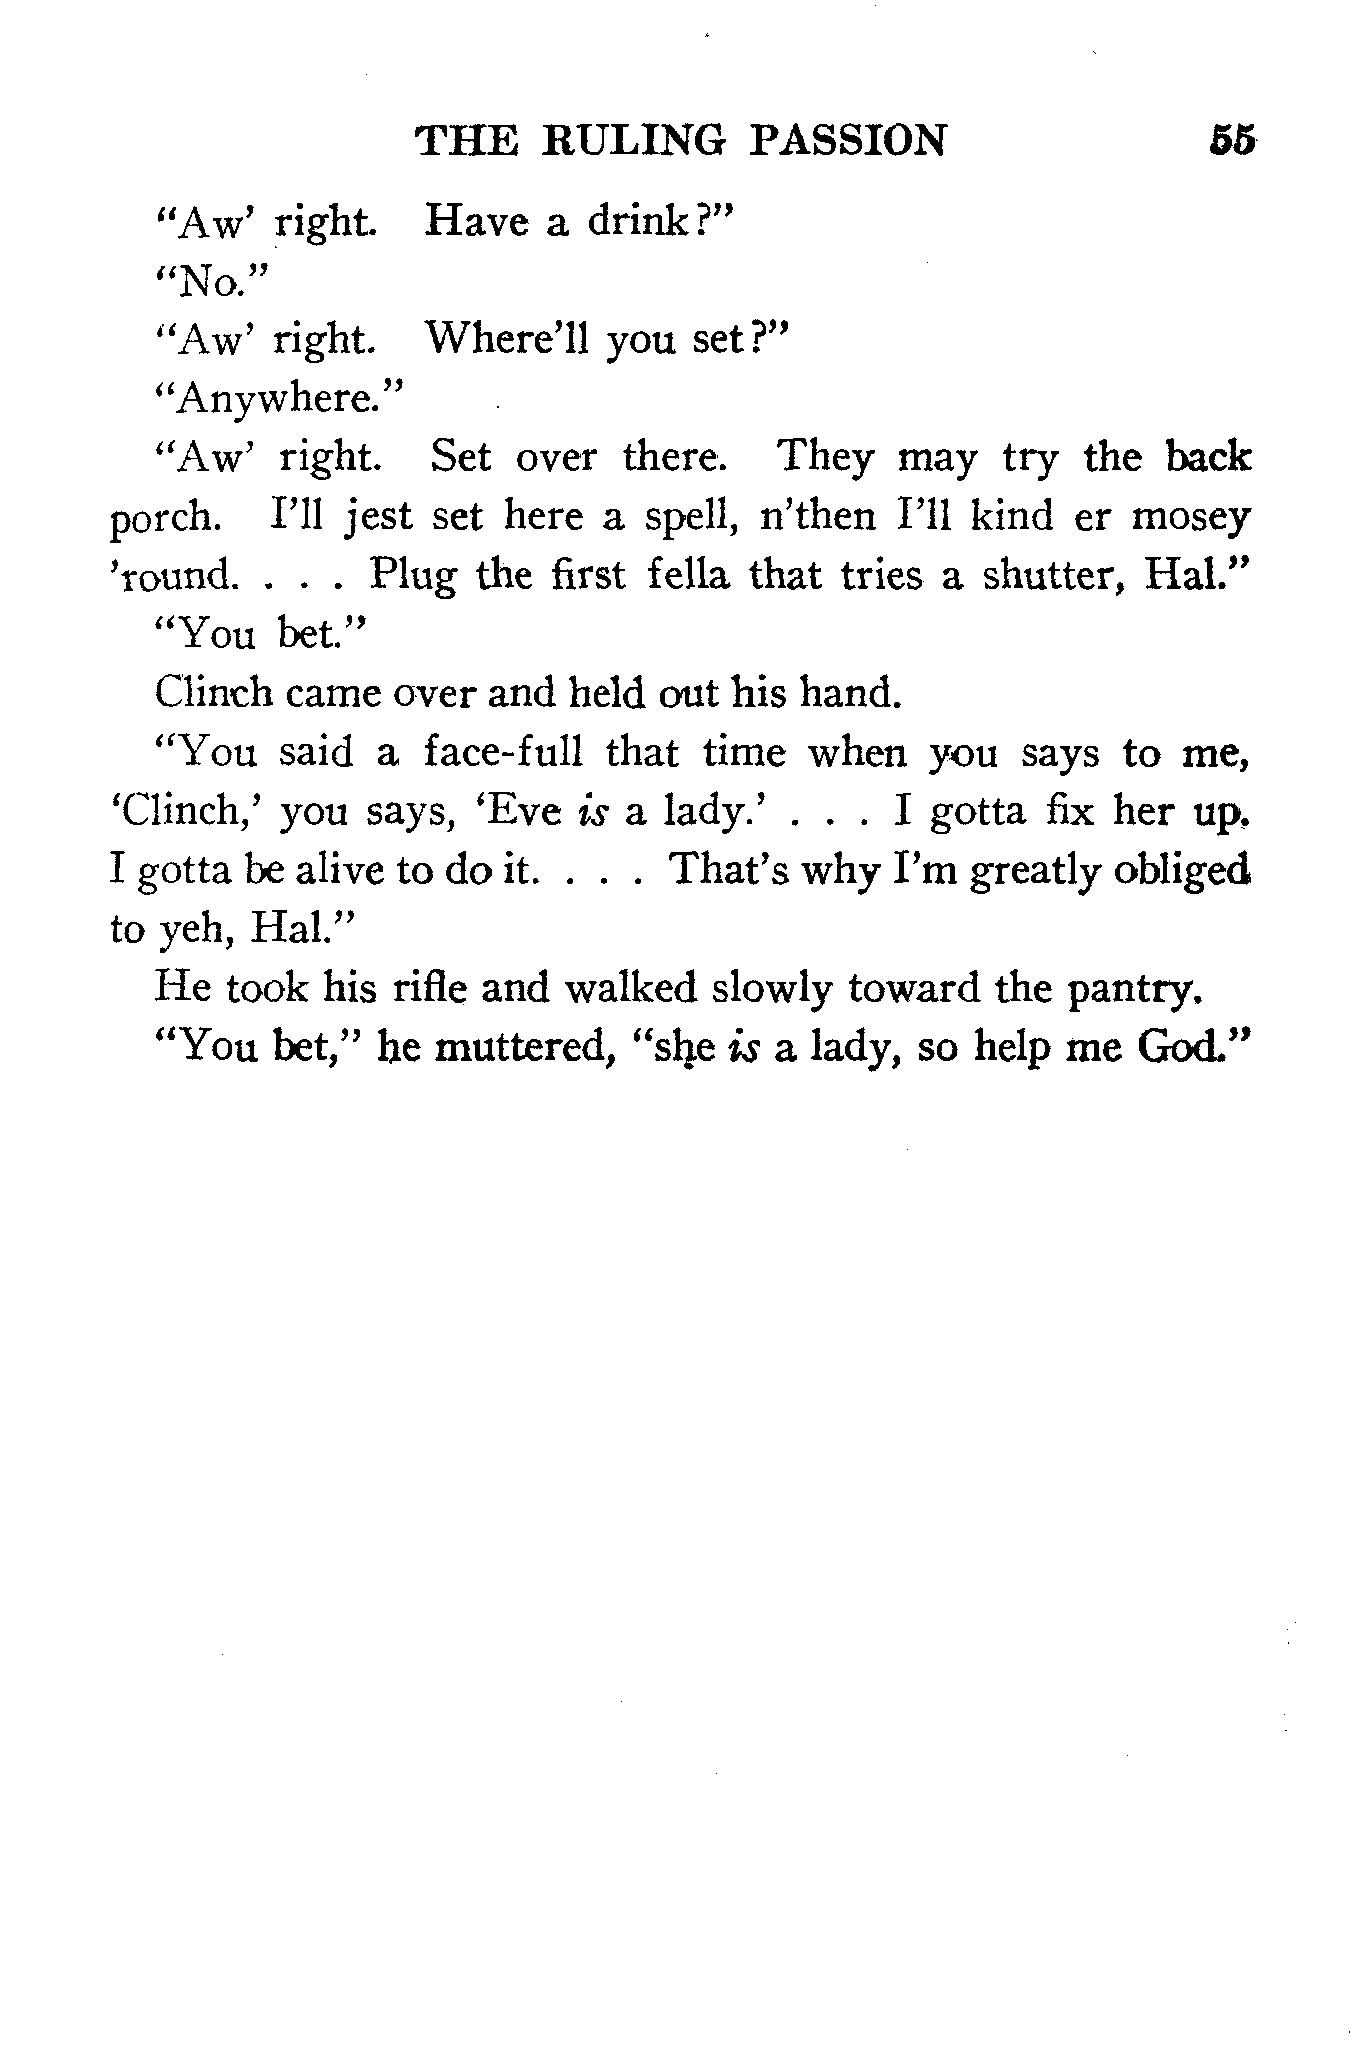 THE RULING PASSION 55
“Aw’ right. Have a drink?”
“No.”
“Aw’ right. Where’ll you set?”
“Anywhere.”
“Aw’ right. Set over there. They may try the back
porch. I’ll jest set here a spell, n’then I’ll kind er mosey
’round. . . . Plug the first fella that tries a shutter, Hal.”
“You bet.”
Clinch came over and held out his hand.
“You said a face-full that time when you says to me,
‘Clinch,’ you says, ‘Eve is a lady.’ . . . I gotta fix her up.
I gotta be alive to do it. . . . That’s why I’m greatly obliged
to yeh, Hal.”
He took his rifle and walked slowly toward the pantry.
“You bet,” he muttered, “she is a lady, so help me God.”